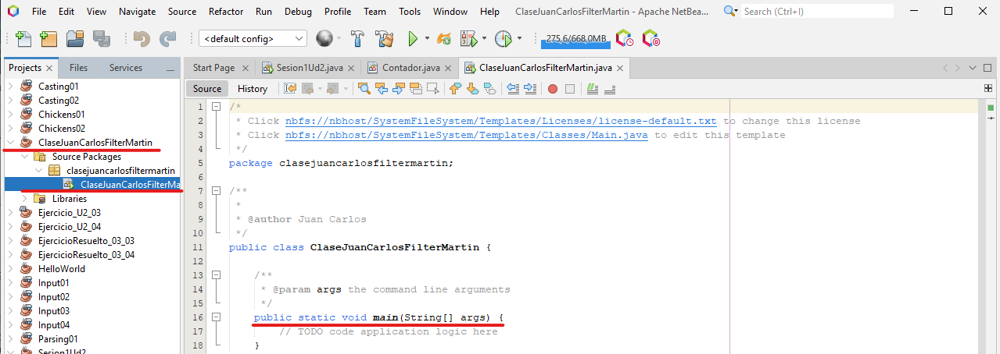 File Edit View Navigate Source Refactor Run Debug Profile Team Tools Window Help ClaseJuanCarlosFilterMartin - Apache NetBea... Search (Ctrl+I)
<default config> 275,6/668,0MB
Projects Files Services
Start Page Sesion1Ud2.java Contador.java ClaseJuanCarlosFilterMartin.java
Source History
Casting01
Casting02
Chickens01
Chickens02
ClaseJuanCarlosFilterMartin
Source Packages
clasejuancarlosfiltermartin
ClaseJuanCarlosFilterMa
Libraries
Ejercicio_U2_03
Ejercicio_U2_04
EjercicioResuelto_03_03
EjercicioResuelto_03_04
HelloWorld
Input01
Input02
Input03
Input04
Parsing01
Sesion1Ud2
1 /*
2 * Click nbfs://nbhost/SystemFileSystem/Templates/Licenses/license-default.txt to change this license
3 * Click nbfs://nbhost/SystemFileSystem/Templates/Classes/Main.java to edit this template
4 */
5 package clasejuancarlosfiltermartin;
6
7 /**
8 *
9 * @author Juan Carlos
10 */
11 public class ClaseJuanCarlosFilterMartin {
12
13 /**
14 * @param args the command line arguments
15 */
16 public static void main(String[] args) {
17 // TODO code application logic here
18 }